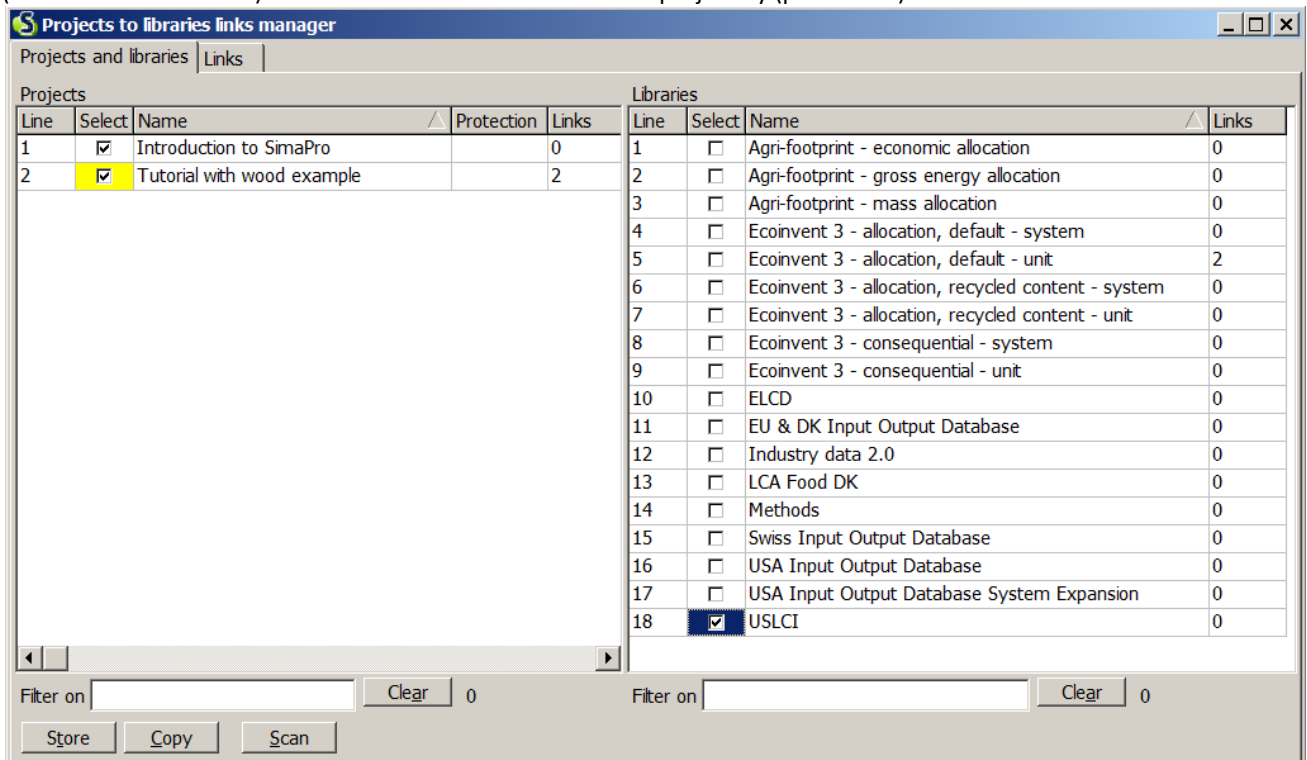 Projects to libraries links manager
Projects and libraries Links
Projects
Line Select Name Protection Links
1 Introduction to SimaPro 0
2 Tutorial with wood example 2
Libraries
Line Select Name Links
1 Agri-footprint - economic allocation 0
2 Agri-footprint - gross energy allocation 0
3 Agri-footprint - mass allocation 0
4 Ecoinvent 3 - allocation, default - system 0
5 Ecoinvent 3 - allocation, default - unit 2
6 Ecoinvent 3 - allocation, recycled content - system 0
7 Ecoinvent 3 - allocation, recycled content - unit 0
8 Ecoinvent 3 - consequential - system 0
9 Ecoinvent 3 - consequential - unit 0
10 ELCD 0
11 EU & DK Input Output Database 0
12 Industry data 2.0 0
13 LCA Food DK 0
14 Methods 0
15 Swiss Input Output Database 0
16 USA Input Output Database 0
17 USA Input Output Database System Expansion 0
18 USLCI 0
Filter on Clear 0
Filter on Clear 0
Store Copy Scan